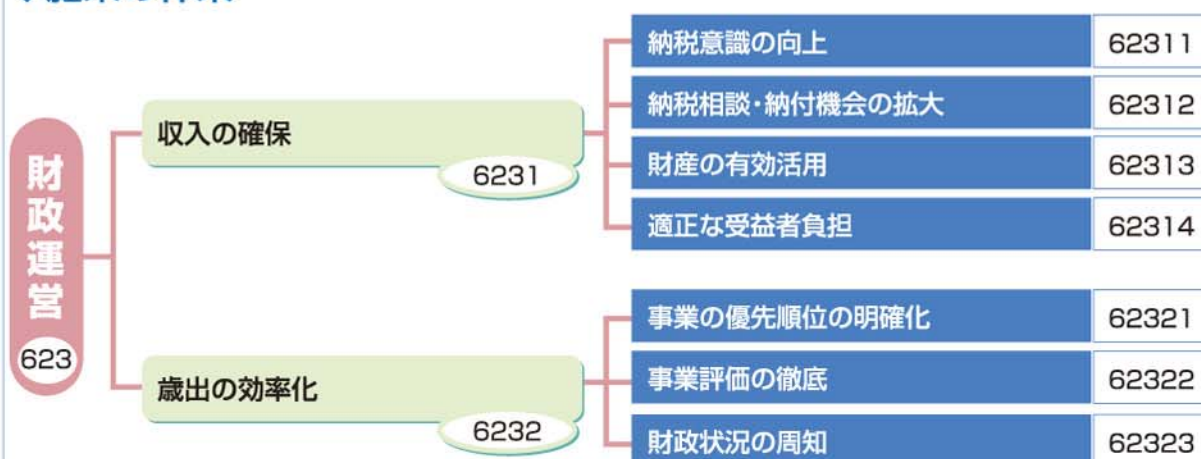 財政運営
623
収入の確保
6231
納税意識の向上 62311
納税相談・納付機会の拡大 62312
財産の有効活用 62313
適正な受益者負担 62314
歳出の効率化
6232
事業の優先順位の明確化 62321
事業評価の徹底 62322
財政状況の周知 62323